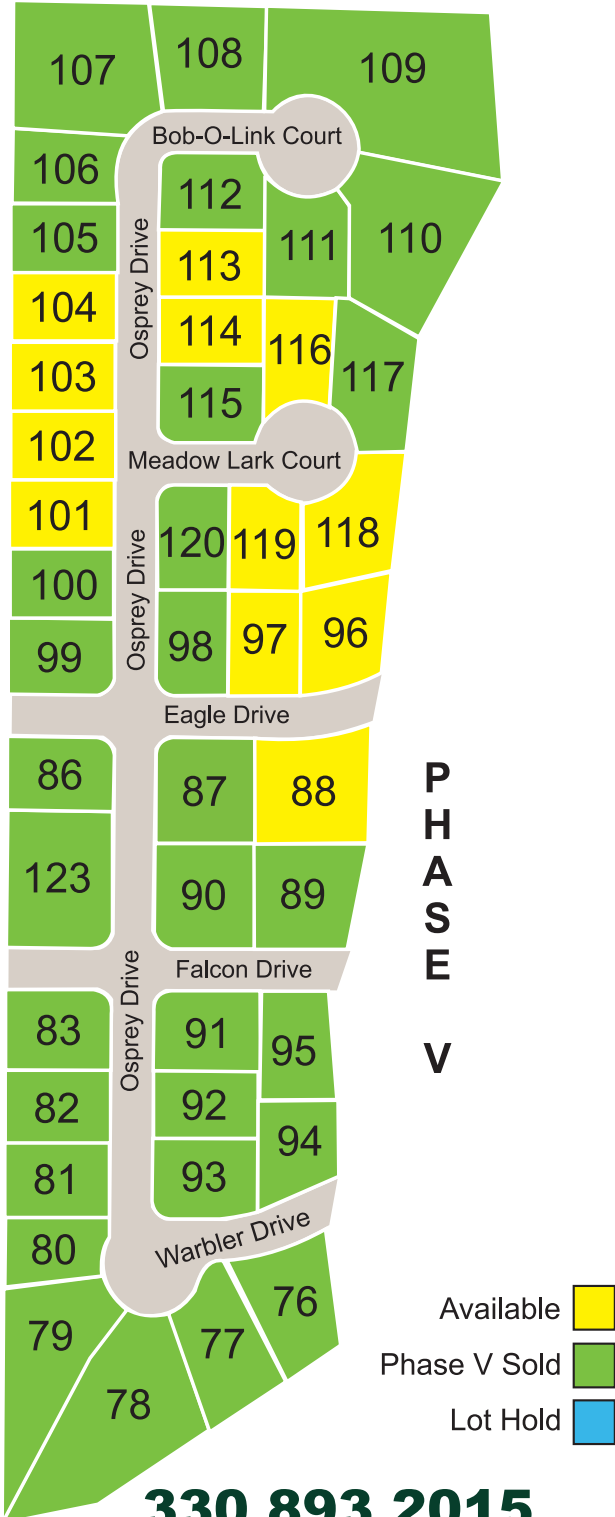 107
108
109
Bob-O-Link Court
106
112
105
Osprey Drive
111
110
113
104
114
116
103
117
115
102
Meadow Lark Court
101
120
119
118
100
Osprey Drive
99
98
97
96
Eagle Drive
86
87
88
P
H
A
S
E
V
123
90
89
Falcon Drive
Osprey Drive
83
91
95
82
92
94
81
93
80
Warbler Drive
79
76
77
78
Available
Phase V Sold
Lot Hold
330.893.2015